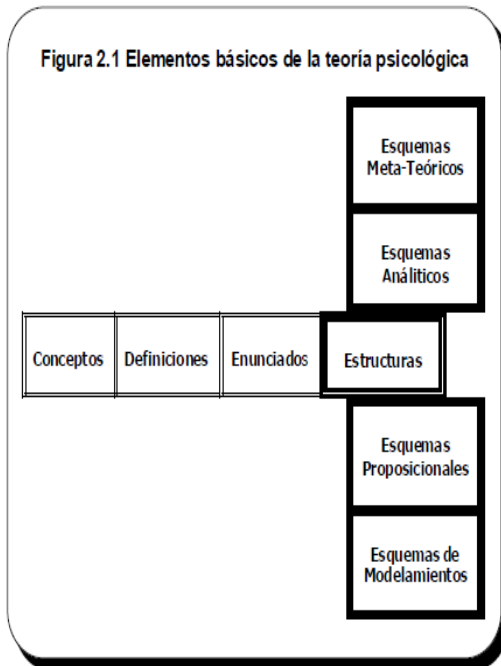 Figura 2.1 Elementos básicos de la teoría psicológica
Esquemas
Meta-Teóricos
Esquemas
Análiticos
Conceptos
Definiciones
Enunciados
Estructuras
Esquemas
Proposicionales
Esquemas de
Modelamientos